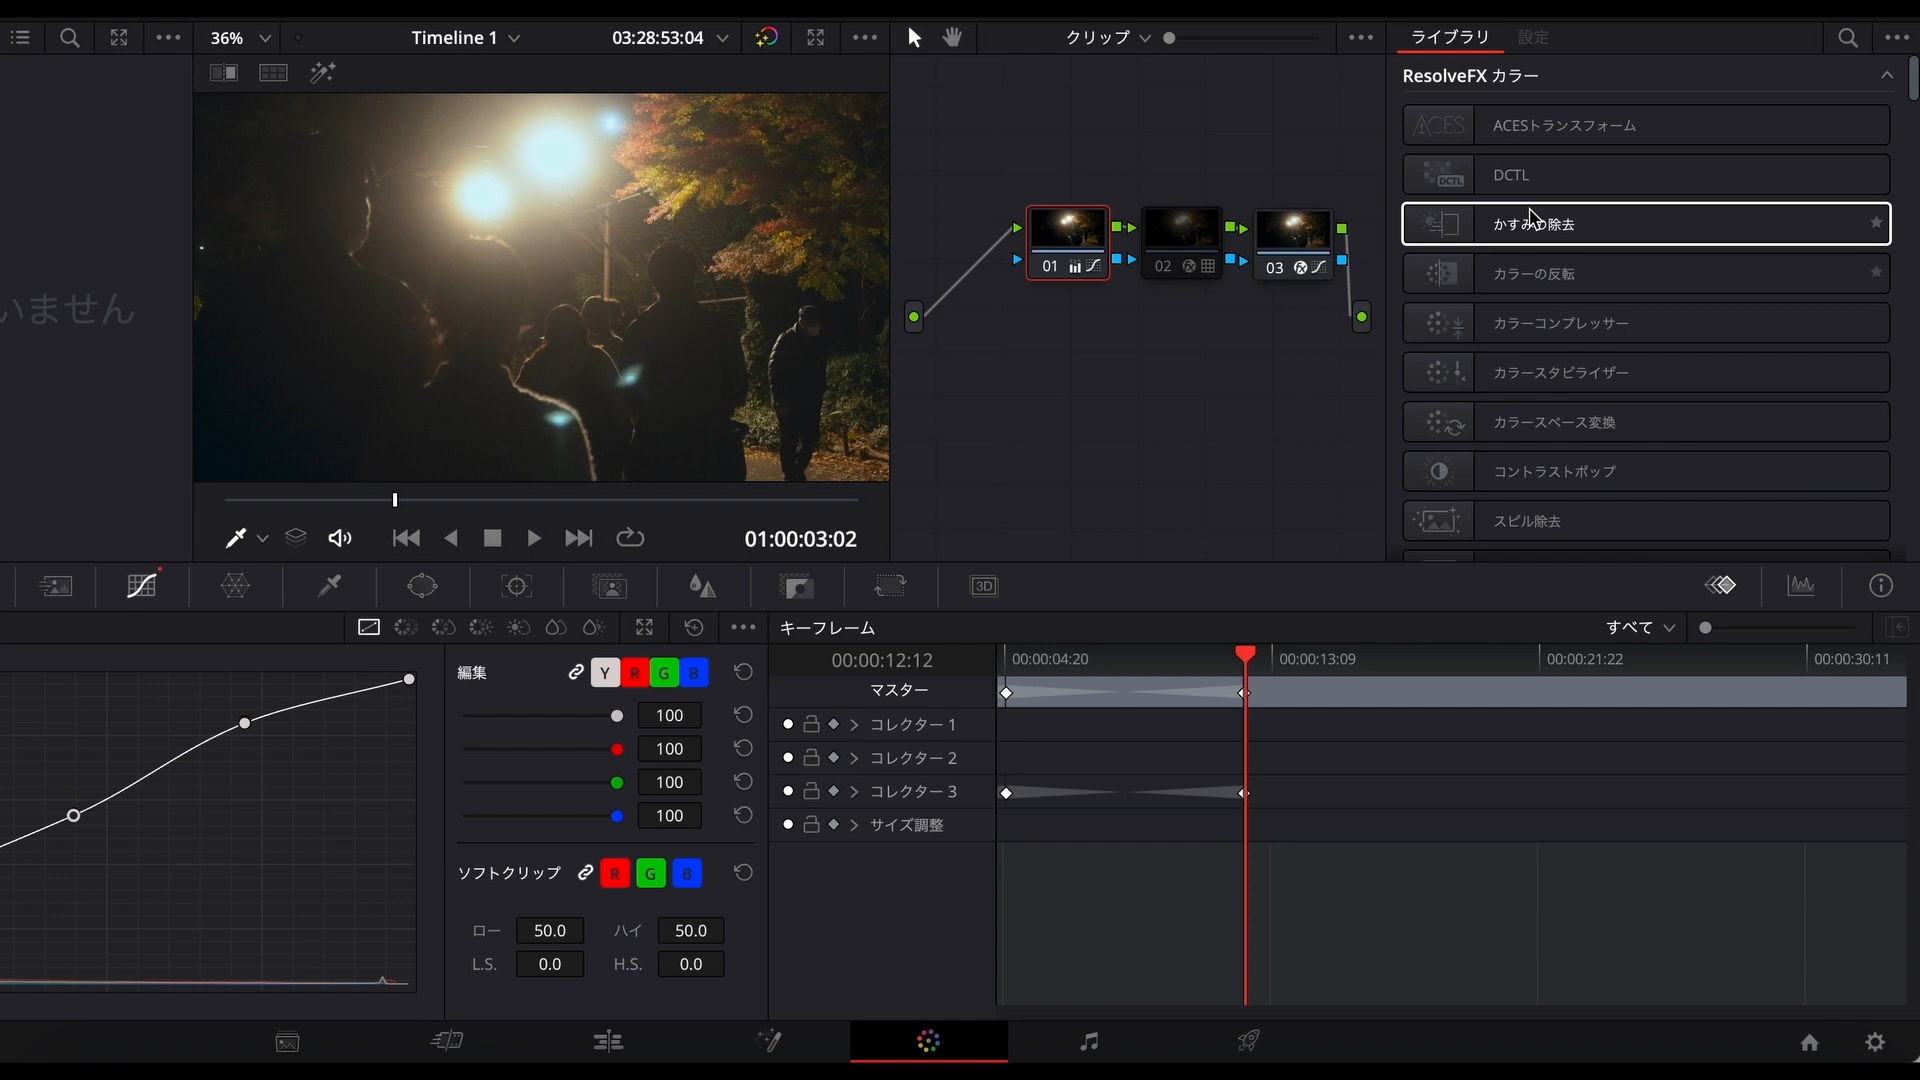 36%
Timeline 1
03:28:53:04
クリップ
ライブラリ
設定
ResolveFX カラー
ACES
ACESトランスフォーム
DCTL
DCTL
かすみの除去
カラーの反転
カラーコンプレッサー
カラースタビライザー
カラースペース変換
コントラストポップ
スピル除去
いません
01
02
03
01:00:03:02
3D
キーフレーム
すべて
編集
Y R G B
100
100
100
100
ソフトクリップ
R G B
ロー 50.0 ハイ 50.0
L.S. 0.0 H.S. 0.0
00:00:12:12
00:00:04:20
00:00:13:09
00:00:21:22
00:00:30:11
マスター
コレクター 1
コレクター 2
コレクター 3
サイズ調整